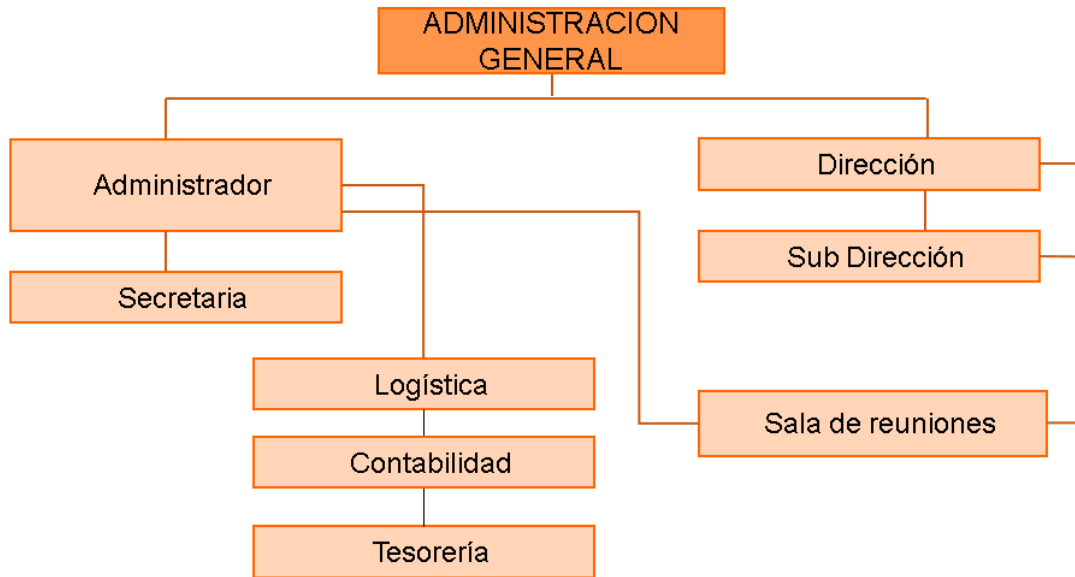 ADMINISTRACION
GENERAL
Administrador
Dirección
Sub Dirección
Secretaria
Logística
Sala de reuniones
Contabilidad
Tesorería